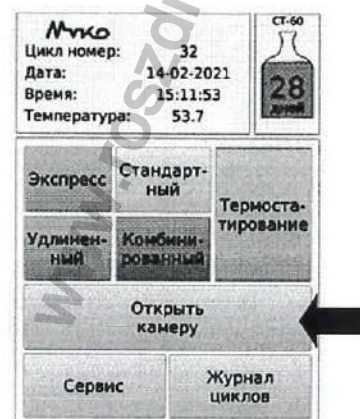 Мико
СТ-60
Цикл номер: 32
Дата: 14-02-2021
Время: 15:11:53
Температура: 53.7
28
дней
Экспресс
Стандарт-
ный
Термоста-
тирование
Удлинен-
ный
Комбини-
рованный
Открыть
камеру
Сервис
Журнал
циклов